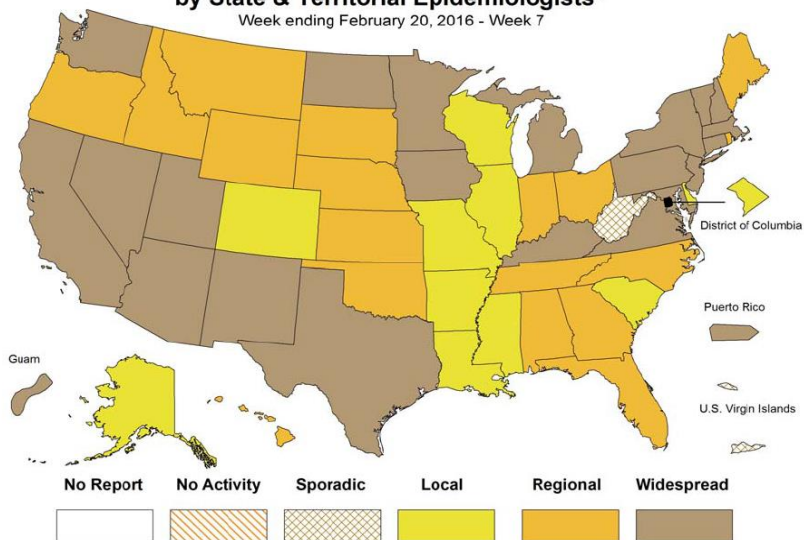 by State & Territorial Epidemiologists
Week ending February 20, 2016 - Week 7
District of Columbia
Puerto Rico
Guam
U.S. Virgin Islands
No Report No Activity Sporadic Local Regional Widespread